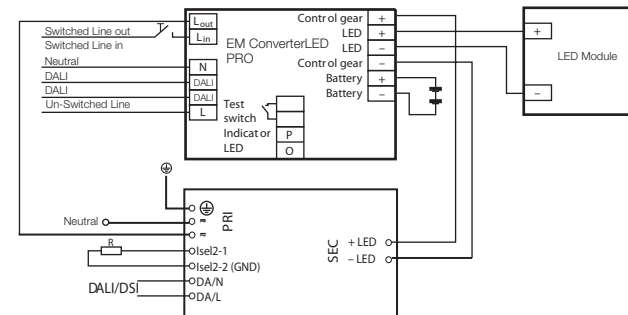 Switched Line out
Switched Line in
Neutral
DALI
DALI
Un-Switched Line
Lout
Lin
N
DALI
DALI
L
EM ConverterLED
PRO
Test
switch
Indicator
LED
P
O
Control gear +
LED +
LED –
Control gear –
Battery +
Battery –
+
LED Module
–
Neutral
R
DALI/DSI
PRI
Isel2-1
Isel2-2 (GND)
DA/N
DA/L
SEC
+ LED
– LED